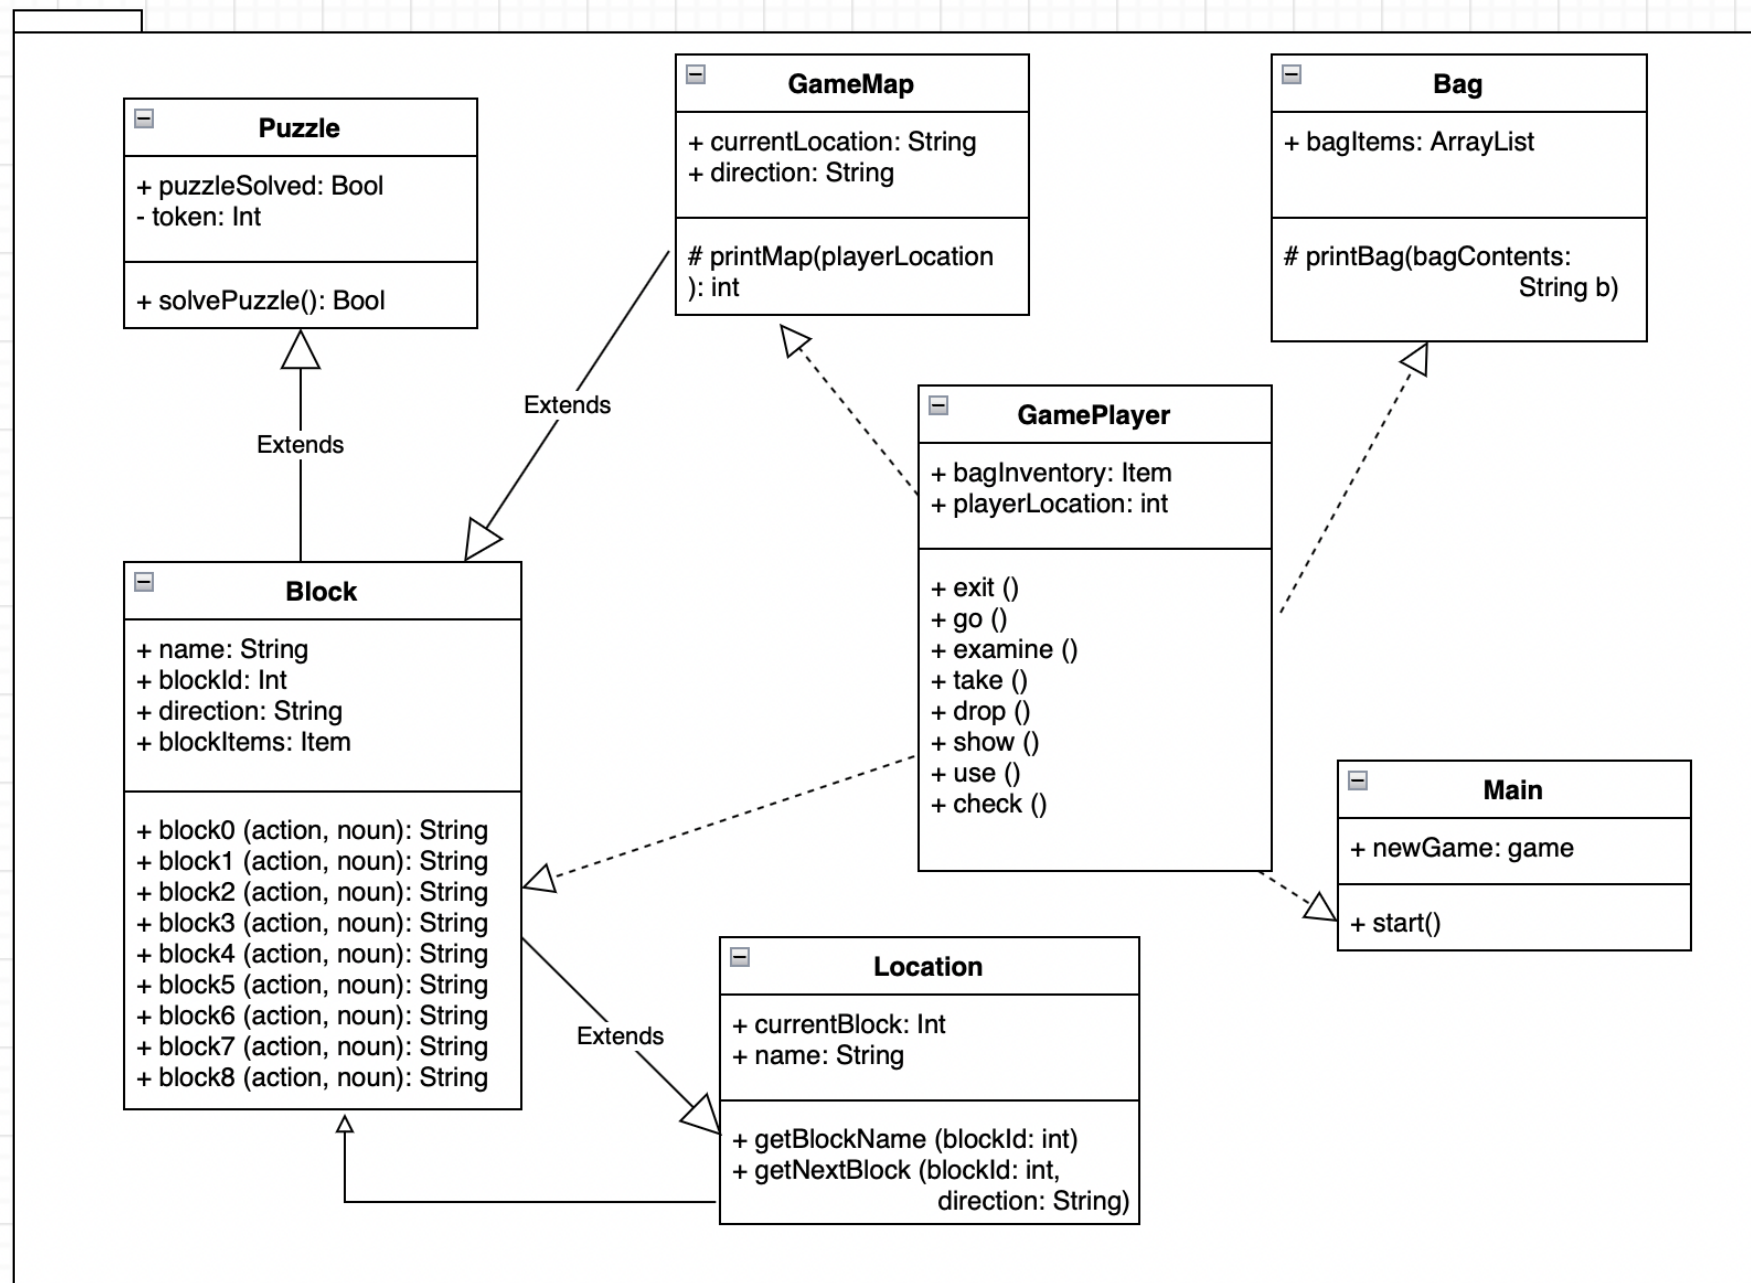 Puzzle
+ puzzleSolved: Bool
- token: Int
+ solvePuzzle(): Bool
GameMap
+ currentLocation: String
+ direction: String
# printMap(playerLocation
): int
Bag
+ bagItems: ArrayList
# printBag(bagContents:
String b)
Extends
Extends
GamePlayer
+ bagInventory: Item
+ playerLocation: int
+ exit ()
+ go ()
+ examine ()
+ take ()
+ drop ()
+ show ()
+ use ()
+ check ()
Block
+ name: String
+ blockId: Int
+ direction: String
+ blockItems: Item
+ block0 (action, noun): String
+ block1 (action, noun): String
+ block2 (action, noun): String
+ block3 (action, noun): String
+ block4 (action, noun): String
+ block5 (action, noun): String
+ block6 (action, noun): String
+ block7 (action, noun): String
+ block8 (action, noun): String
Main
+ newGame: game
+ start()
Extends
Location
+ currentBlock: Int
+ name: String
+ getBlockName (blockId: int)
+ getNextBlock (blockId: int,
direction: String)